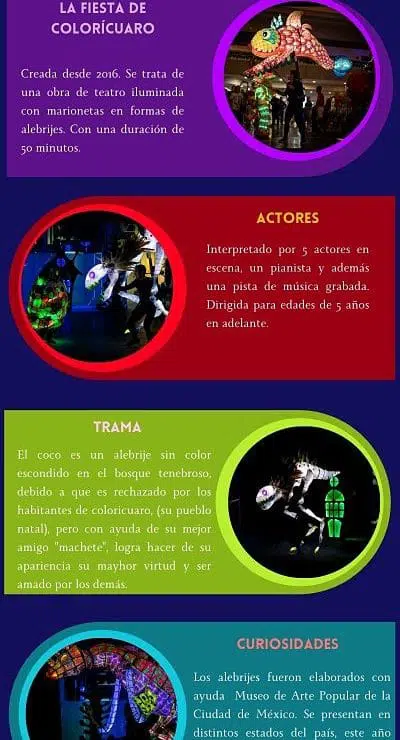 LA FIESTA DE
COLORÍCUARO
Creada desde 2016. Se trata de
una obra de teatro iluminada
con marionetas en formas de
alebrijes. Con una duración de
50 minutos.
ACTORES
Interpretado por 5 actores en
escena, un pianista y además
una pista de música grabada.
Dirigida para edades de 5 años
en adelante.
TRAMA
El coco es un alebrije sin color
escondido en el bosque tenebroso,
debido a que es rechazado por los
habitantes de coloricuaro, (su pueblo
natal), pero con ayuda de su mejor
amigo "machete", logra hacer de su
apariencia su mayhor virtud y ser
amado por los demás.
CURIOSIDADES
Los alebrijes fueron elaborados con
ayuda Museo de Arte Popular de la
Ciudad de México. Se presentan en
distintos estados del país, este año